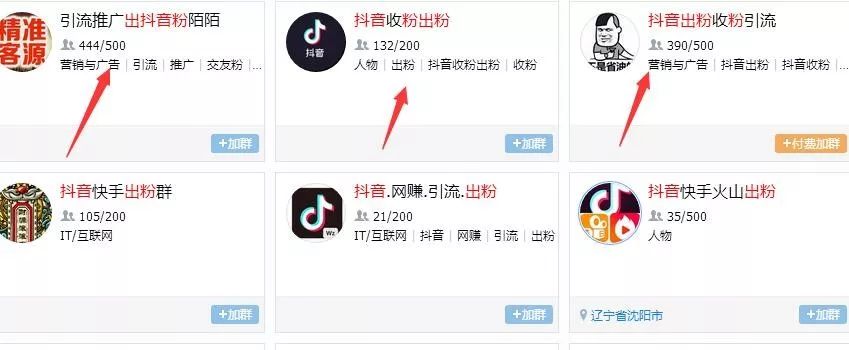 精准
客源
引流推广出抖音粉陌陌
444/500
营销与广告 | 引流 | 推广 | 交友粉 |...
+加群
抖音
抖音收粉出粉
132/200
人物 | 出粉 | 抖音收粉出粉 | 收粉
+加群
抖音出粉收粉引流
390/500
营销与广告 | 抖音出粉 | 抖音收粉 |...
+付费加群
抖音快手出粉群
105/200
IT/互联网
+加群
Wz
抖音.网赚.引流.出粉
21/200
IT/互联网 | 抖音 | 网赚 | 引流 | 出粉
+加群
抖音快手火山出粉
35/500
人物
辽宁省沈阳市
+加群